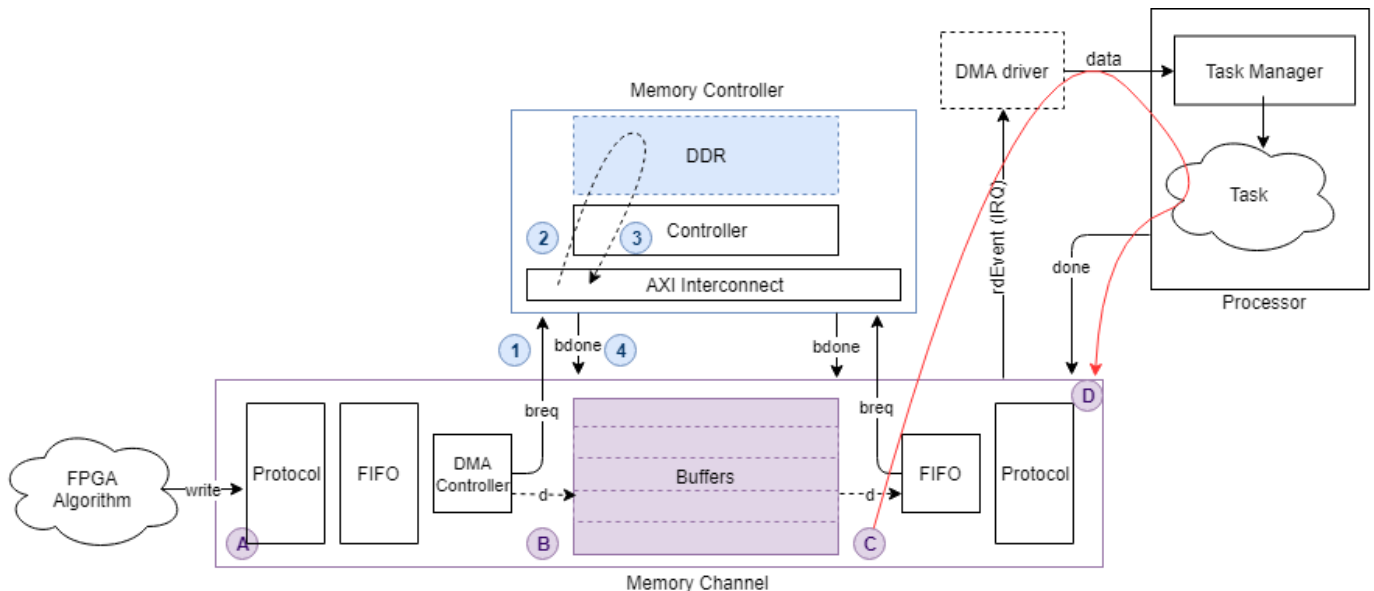 DMA driver
data
Task Manager
Memory Controller
DDR
Task
rdEvent (IRQ)
2
Controller
3
done
AXI Interconnect
Processor
1
bdone
4
bdone
D
breq
breq
Protocol
FIFO
DMA
Controller
Buffers
FIFO
Protocol
FPGA
Algorithm
write
d
d
A
B
C
Memory Channel